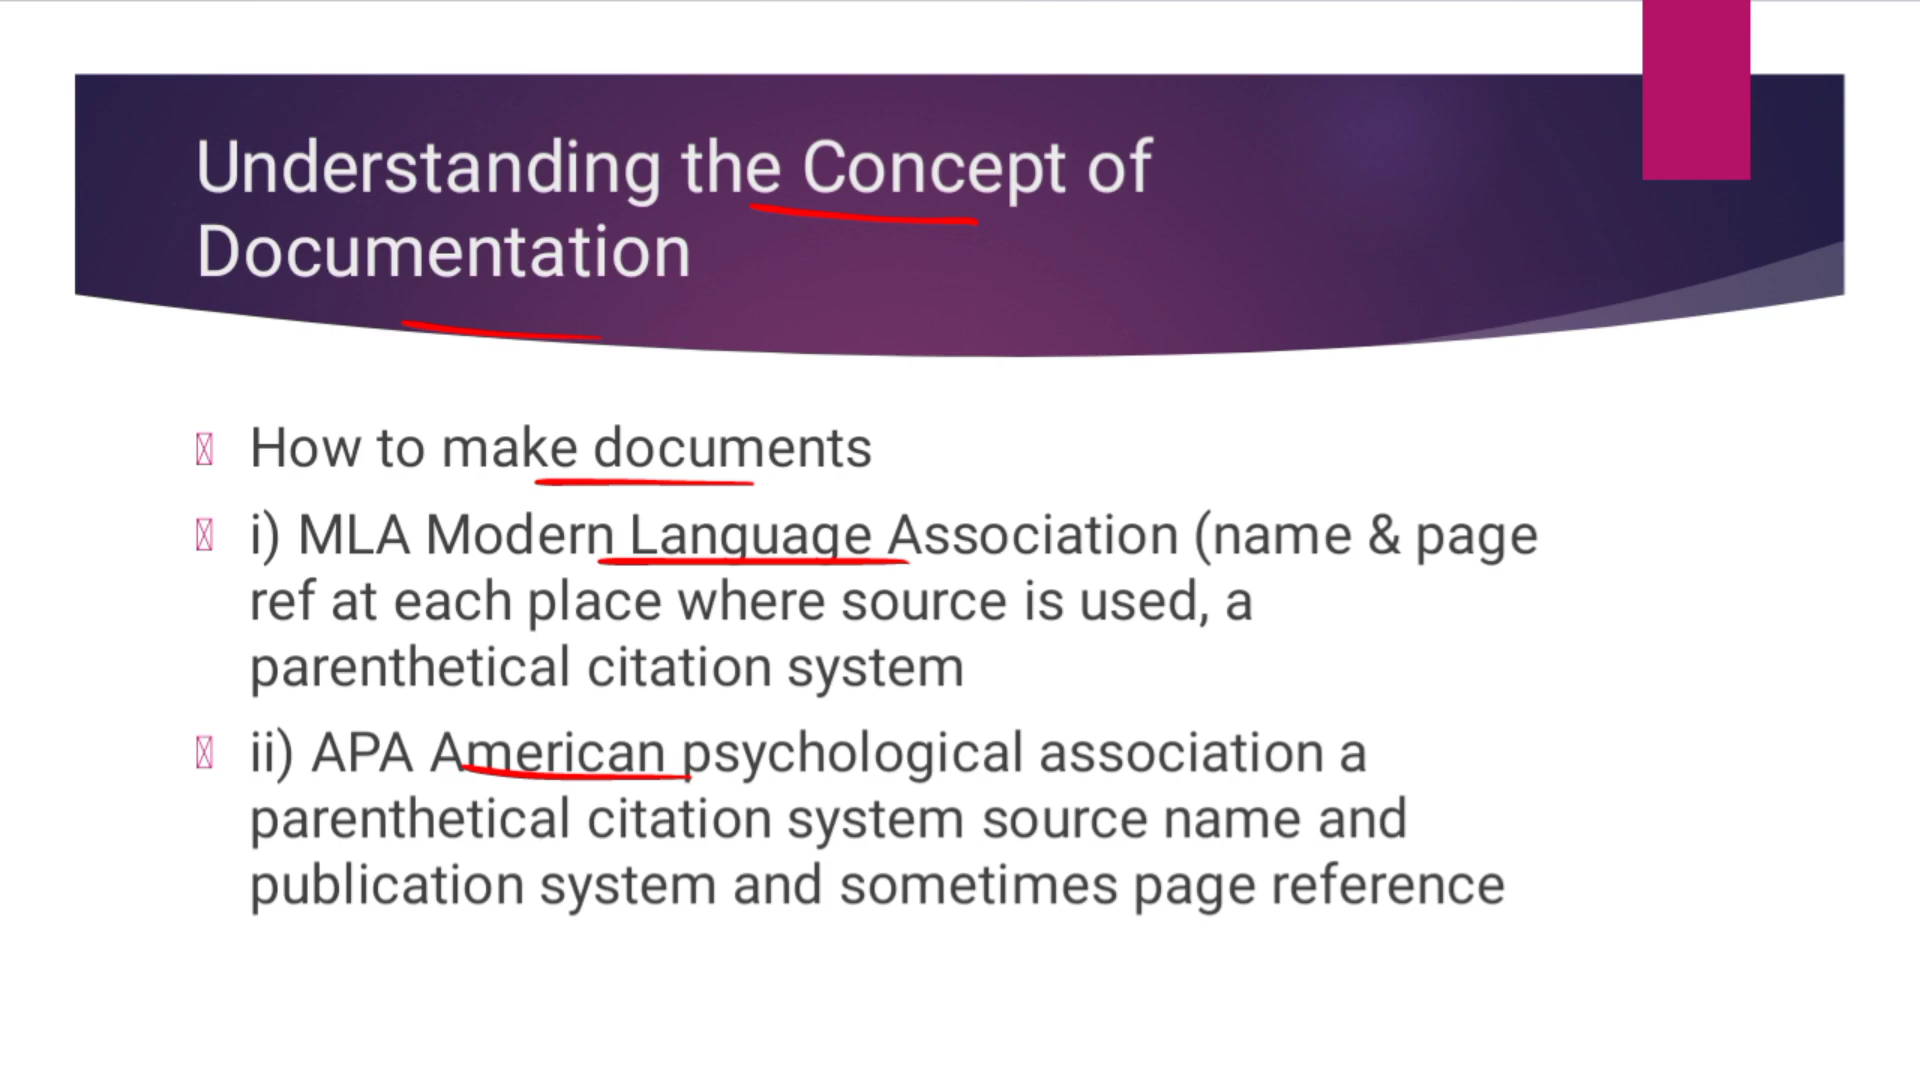 Understanding the Concept of
Documentation
How to make documents
i) MLA Modern Language Association (name & page
ref at each place where source is used, a
parenthetical citation system
ii) APA American psychological association a
parenthetical citation system source name and
publication system and sometimes page reference